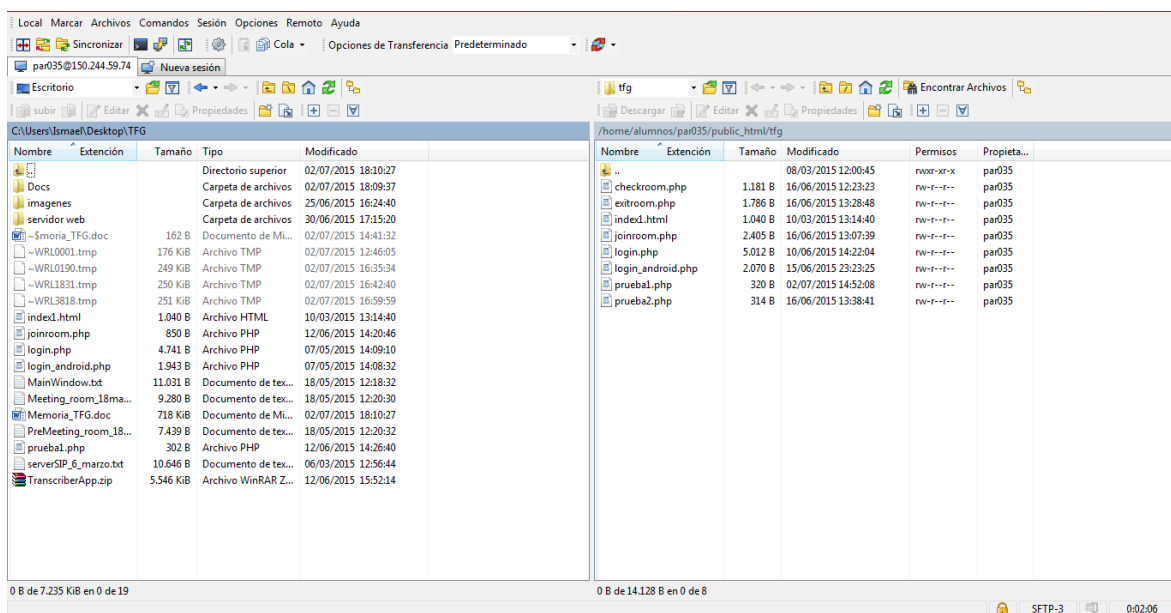 Local Marcar Archivos Comandos Sesión Opciones Remoto Ayuda
Sincronizar Cola Opciones de Transferencia Predeterminado
par035@150.244.59.74 Nueva sesión
Escritorio
subir Editar Propiedades
C:\Users\Ismael\Desktop\TFG
Nombre Extención Tamaño Tipo Modificado
.. Directorio superior 02/07/2015 18:10:27
Docs Carpeta de archivos 02/07/2015 18:09:37
imagenes Carpeta de archivos 25/06/2015 16:24:40
servidor web Carpeta de archivos 30/06/2015 17:15:20
~$moria_TFG.doc 162 B Documento de Mi... 02/07/2015 14:41:32
~WRL0001.tmp 176 KiB Archivo TMP 02/07/2015 12:46:05
~WRL0190.tmp 249 KiB Archivo TMP 02/07/2015 16:35:34
~WRL1831.tmp 250 KiB Archivo TMP 02/07/2015 16:42:40
~WRL3818.tmp 251 KiB Archivo TMP 02/07/2015 16:59:59
index1.html 1.040 B Archivo HTML 10/03/2015 13:14:40
joinroom.php 850 B Archivo PHP 12/06/2015 14:20:46
login.php 4.741 B Archivo PHP 07/05/2015 14:09:10
login_android.php 1.943 B Archivo PHP 07/05/2015 14:08:32
MainWindow.txt 11.031 B Documento de tex... 18/05/2015 12:18:32
Meeting_room_18ma... 9.280 B Documento de tex... 18/05/2015 12:20:30
Memoria_TFG.doc 718 KiB Documento de Mi... 02/07/2015 18:10:27
PreMeeting_room_18... 7.439 B Documento de tex... 18/05/2015 12:20:32
prueba1.php 302 B Archivo PHP 12/06/2015 14:26:40
serverSIP_6_marzo.txt 10.646 B Documento de tex... 06/03/2015 12:56:44
TranscriberApp.zip 5.546 KiB Archivo WinRAR Z... 12/06/2015 15:52:14
0 B de 7.235 KiB en 0 de 19
tfg Encontrar Archivos
Descargar Editar Propiedades
/home/alumnos/par035/public_html/tfg
Nombre Extención Tamaño Modificado Permisos Propieta...
.. 08/03/2015 12:00:45 rwxr-xr-x par035
checkroom.php 1.181 B 16/06/2015 12:23:23 rw-r--r-- par035
exitroom.php 1.786 B 16/06/2015 13:28:48 rw-r--r-- par035
index1.html 1.040 B 10/03/2015 13:14:40 rw-r--r-- par035
joinroom.php 2.405 B 16/06/2015 13:07:39 rw-r--r-- par035
login.php 5.012 B 10/06/2015 14:22:04 rw-r--r-- par035
login_android.php 2.070 B 15/06/2015 23:23:25 rw-r--r-- par035
prueba1.php 320 B 02/07/2015 14:52:08 rw-r--r-- par035
prueba2.php 314 B 16/06/2015 13:38:41 rw-r--r-- par035
0 B de 14.128 B en 0 de 8
SFTP-3 0:02:06